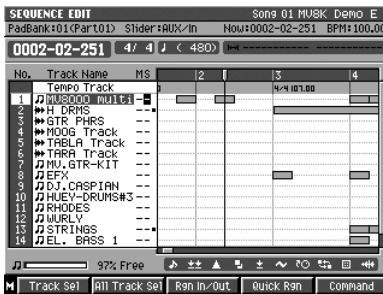 SEQUENCE EDIT Song 01 MV8K Demo E
PadBank:01(Part01) Slider:AUX/In Now:0002-02-251 BPM:100.00
0002-02-251 4/ 4 ( 480)
No. Track Name MS 2 3 4
Tempo Track 4/4 107.00
1 MV8000 multi--
2 H DRMS --
3 GTR PHRS --
4 MOOG Track --
5 TABLA Track --
6 TARA Track --
7 MV.GTR-KIT --
8 EFX --
9 DJ.CASPIAN --
10 HUEY-DRUMS#3--
11 RHODES --
12 WURLY --
13 STRINGS --
14 EL. BASS 1 --
97% Free
M Track Sel All Track Sel Rgn In/Out Quick Rgn Command